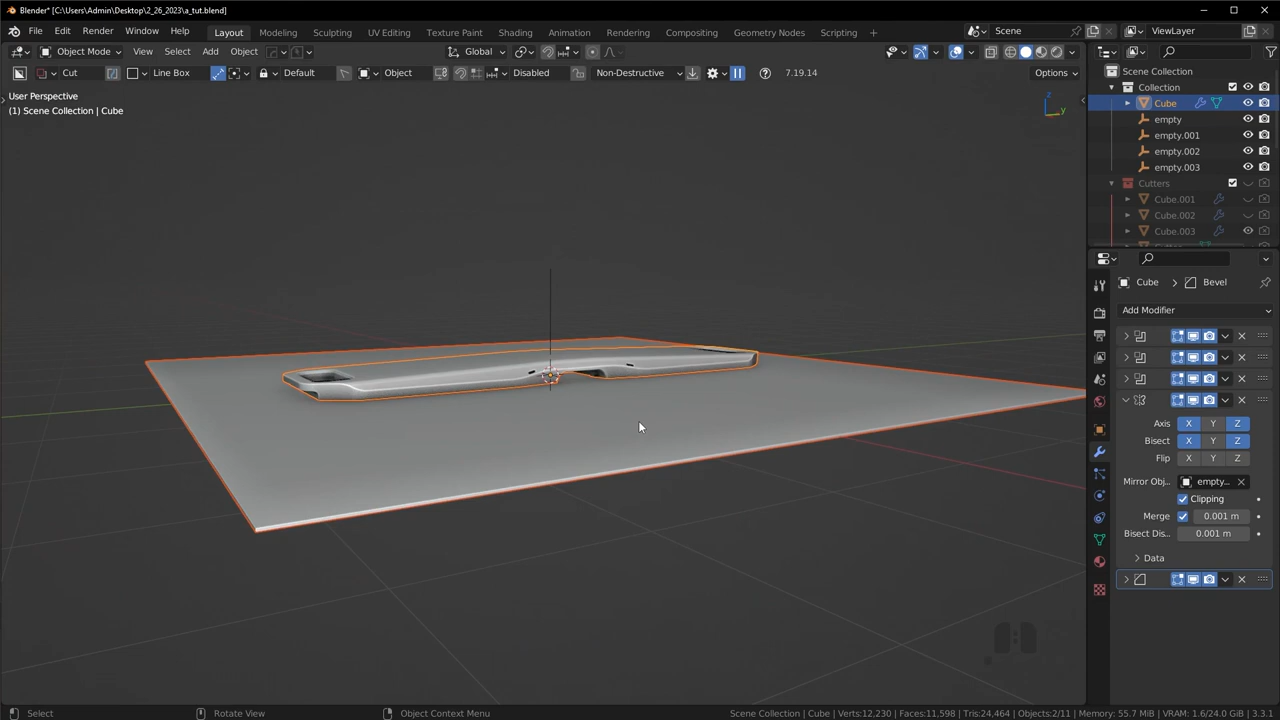 Blender* [C:\Users\Admin\Desktop\2_26_2023\a_tut.blend]
File Edit Render Window Help Layout Modeling Sculpting UV Editing Texture Paint Shading Animation Rendering Compositing Geometry Nodes Scripting + Scene ViewLayer
Object Mode View Select Add Object Global
Cut Line Box Default Object Disabled Non-Destructive 7.19.14 Options
User Perspective
(1) Scene Collection | Cube
z
y
Scene Collection
Collection
Cube
empty
empty.001
empty.002
empty.003
Cutters
Cube.001
Cube.002
Cube.003
Cube > Bevel
Add Modifier
Axis X Y Z
Bisect X Y Z
Flip X Y Z
Mirror Obj.. empty...
Clipping
Merge 0.001 m
Bisect Dis... 0.001 m
Data
Select Rotate View Object Context Menu Scene Collection | Cube | Verts:12,230 | Faces:11,598 | Tris:24,464 | Objects:2/11 | Memory: 55.7 MiB | VRAM: 1.6/24.0 GiB | 3.3.1